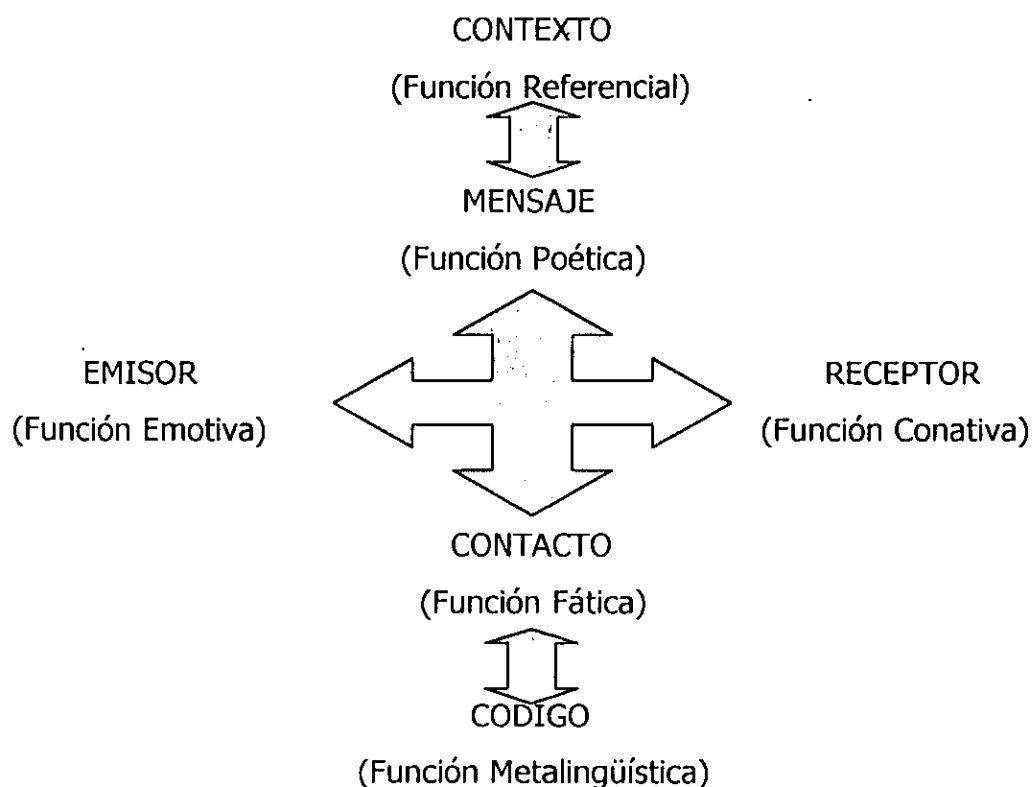 CONTEXTO
(Función Referencial)
MENSAJE
(Función Poética)
EMISOR
(Función Emotiva)
RECEPTOR
(Función Conativa)
CONTACTO
(Función Fática)
CODIGO
(Función Metalingüística)